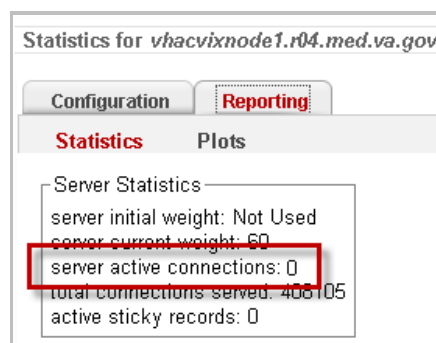 Statistics for vhacvixnode1.r04.med.va.gov
Configuration Reporting
Statistics Plots
Server Statistics
server initial weight: Not Used
server current weight: 60
server active connections: 0
total connections served: 408105
active sticky records: 0